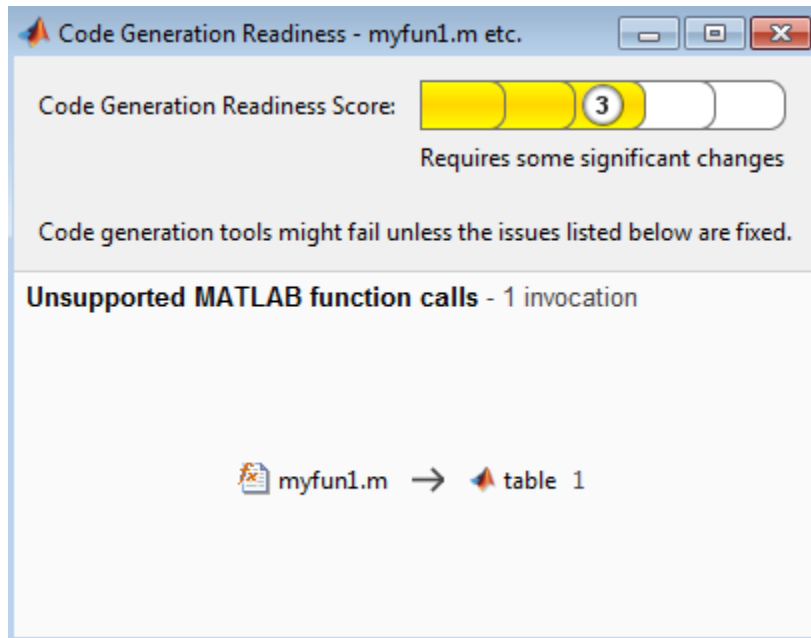 Code Generation Readiness - myfun1.m etc.
Code Generation Readiness Score:
3
Requires some significant changes
Code generation tools might fail unless the issues listed below are fixed.
Unsupported MATLAB function calls - 1 invocation
fx myfun1.m → table 1